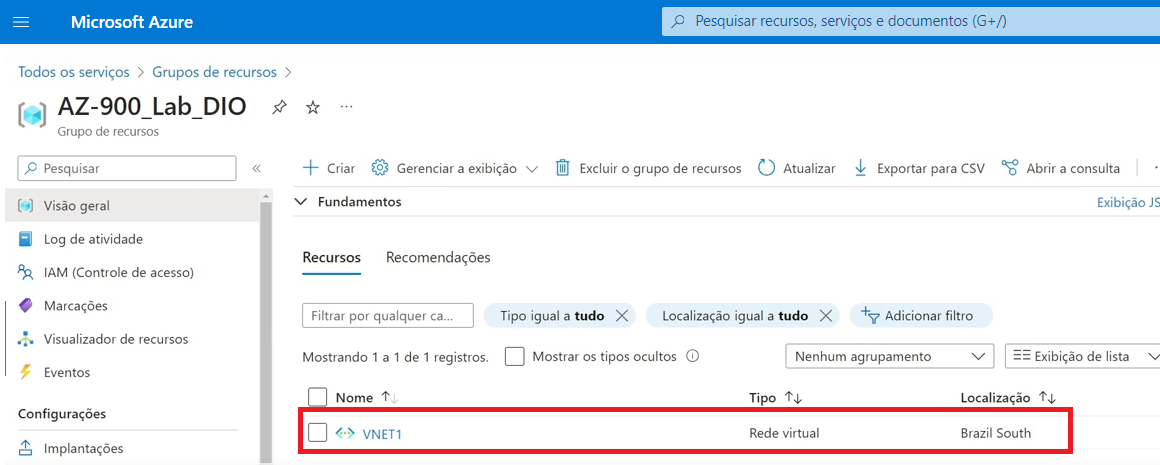 Microsoft Azure
Pesquisar recursos, serviços e documentos (G+/)
Todos os serviços > Grupos de recursos >
AZ-900_Lab_DIO
Grupo de recursos
Pesquisar
Criar Gerenciar a exibição Excluir o grupo de recursos Atualizar Exportar para CSV Abrir a consulta
Visão geral
Log de atividade
IAM (Controle de acesso)
Marcações
Visualizador de recursos
Eventos
Configurações
Implantações
Fundamentos
Exibição JS
Recursos Recomendações
Filtrar por qualquer ca... Tipo igual a tudo Localização igual a tudo Adicionar filtro
Mostrando 1 a 1 de 1 registros. Mostrar os tipos ocultos Nenhum agrupamento Exibição de lista
Nome Tipo Localização
VNET1 Rede virtual Brazil South